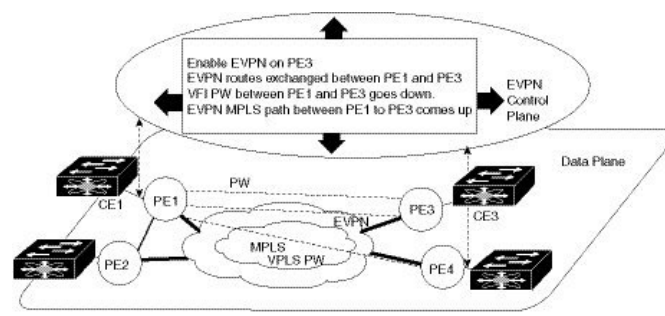 Enable EVPN on PE3
EVPN routes exchanged between PE1 and PE3
VFI PW between PE1 and PE3 goes down.
EVPN MPLS path between PE1 to PE3 comes up
EVPN
Control
Plane
Data Plane
CE1
PE1
PW
EVPN
PE3
CE3
MPLS
VPLS PW
PE2
PE4